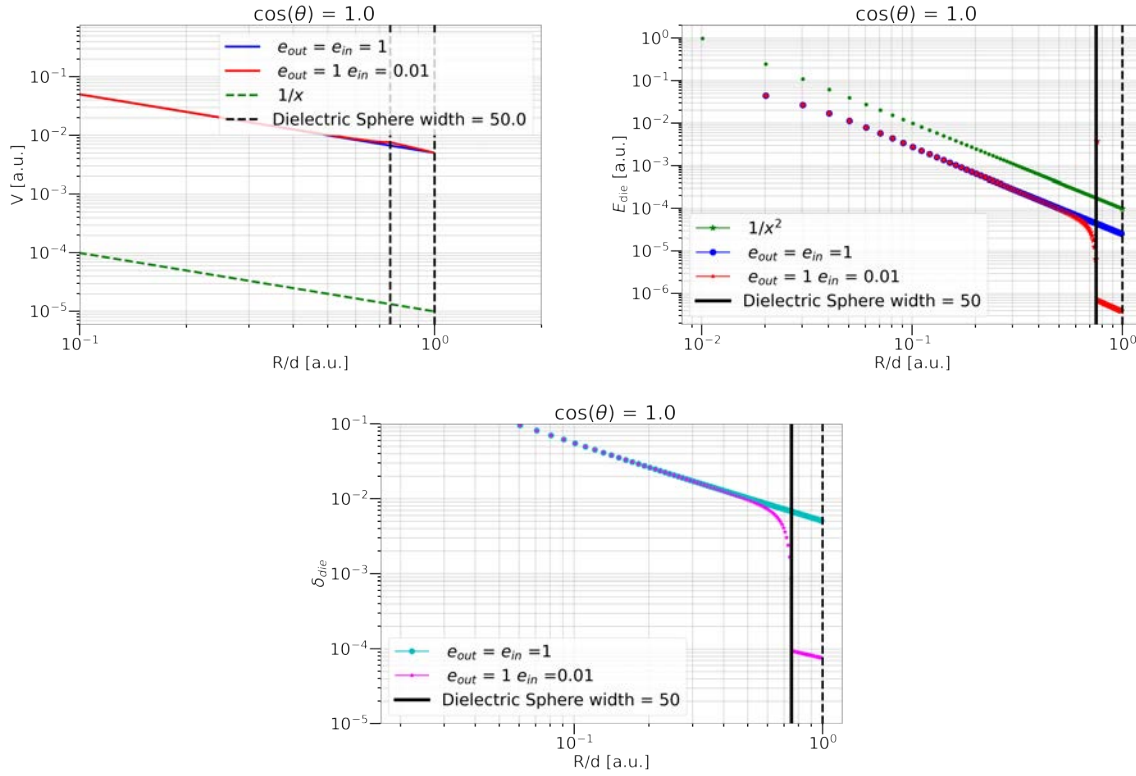 cos(θ) = 1.0
V [a.u.]
10⁻¹
10⁻²
10⁻³
10⁻⁴
10⁻⁵
e_out = e_in = 1
e_out = 1 e_in = 0.01
1/x
Dielectric Sphere width = 50.0
10⁻¹
10⁰
R/d [a.u.]
cos(θ) = 1.0
E_die [a.u.]
10⁰
10⁻¹
10⁻²
10⁻³
10⁻⁴
10⁻⁵
10⁻⁶
1/x²
e_out = e_in =1
e_out = 1 e_in = 0.01
Dielectric Sphere width = 50
10⁻²
10⁻¹
10⁰
R/d [a.u.]
cos(θ) = 1.0
δ_die
10⁻¹
10⁻²
10⁻³
10⁻⁴
10⁻⁵
e_out = e_in =1
e_out = 1 e_in =0.01
Dielectric Sphere width = 50
10⁻¹
10⁰
R/d [a.u.]